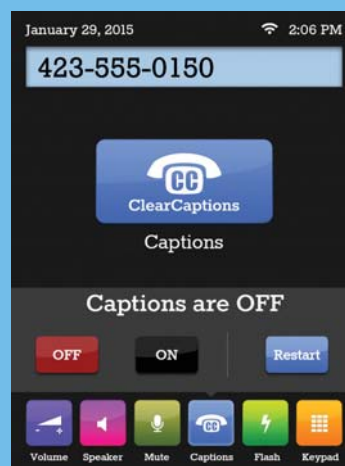 January 29, 2015 2:06 PM
423-555-0150
CC
ClearCaptions
Captions
Captions are OFF
OFF ON Restart
CC
Volume Speaker Mute Captions Flash Keypad